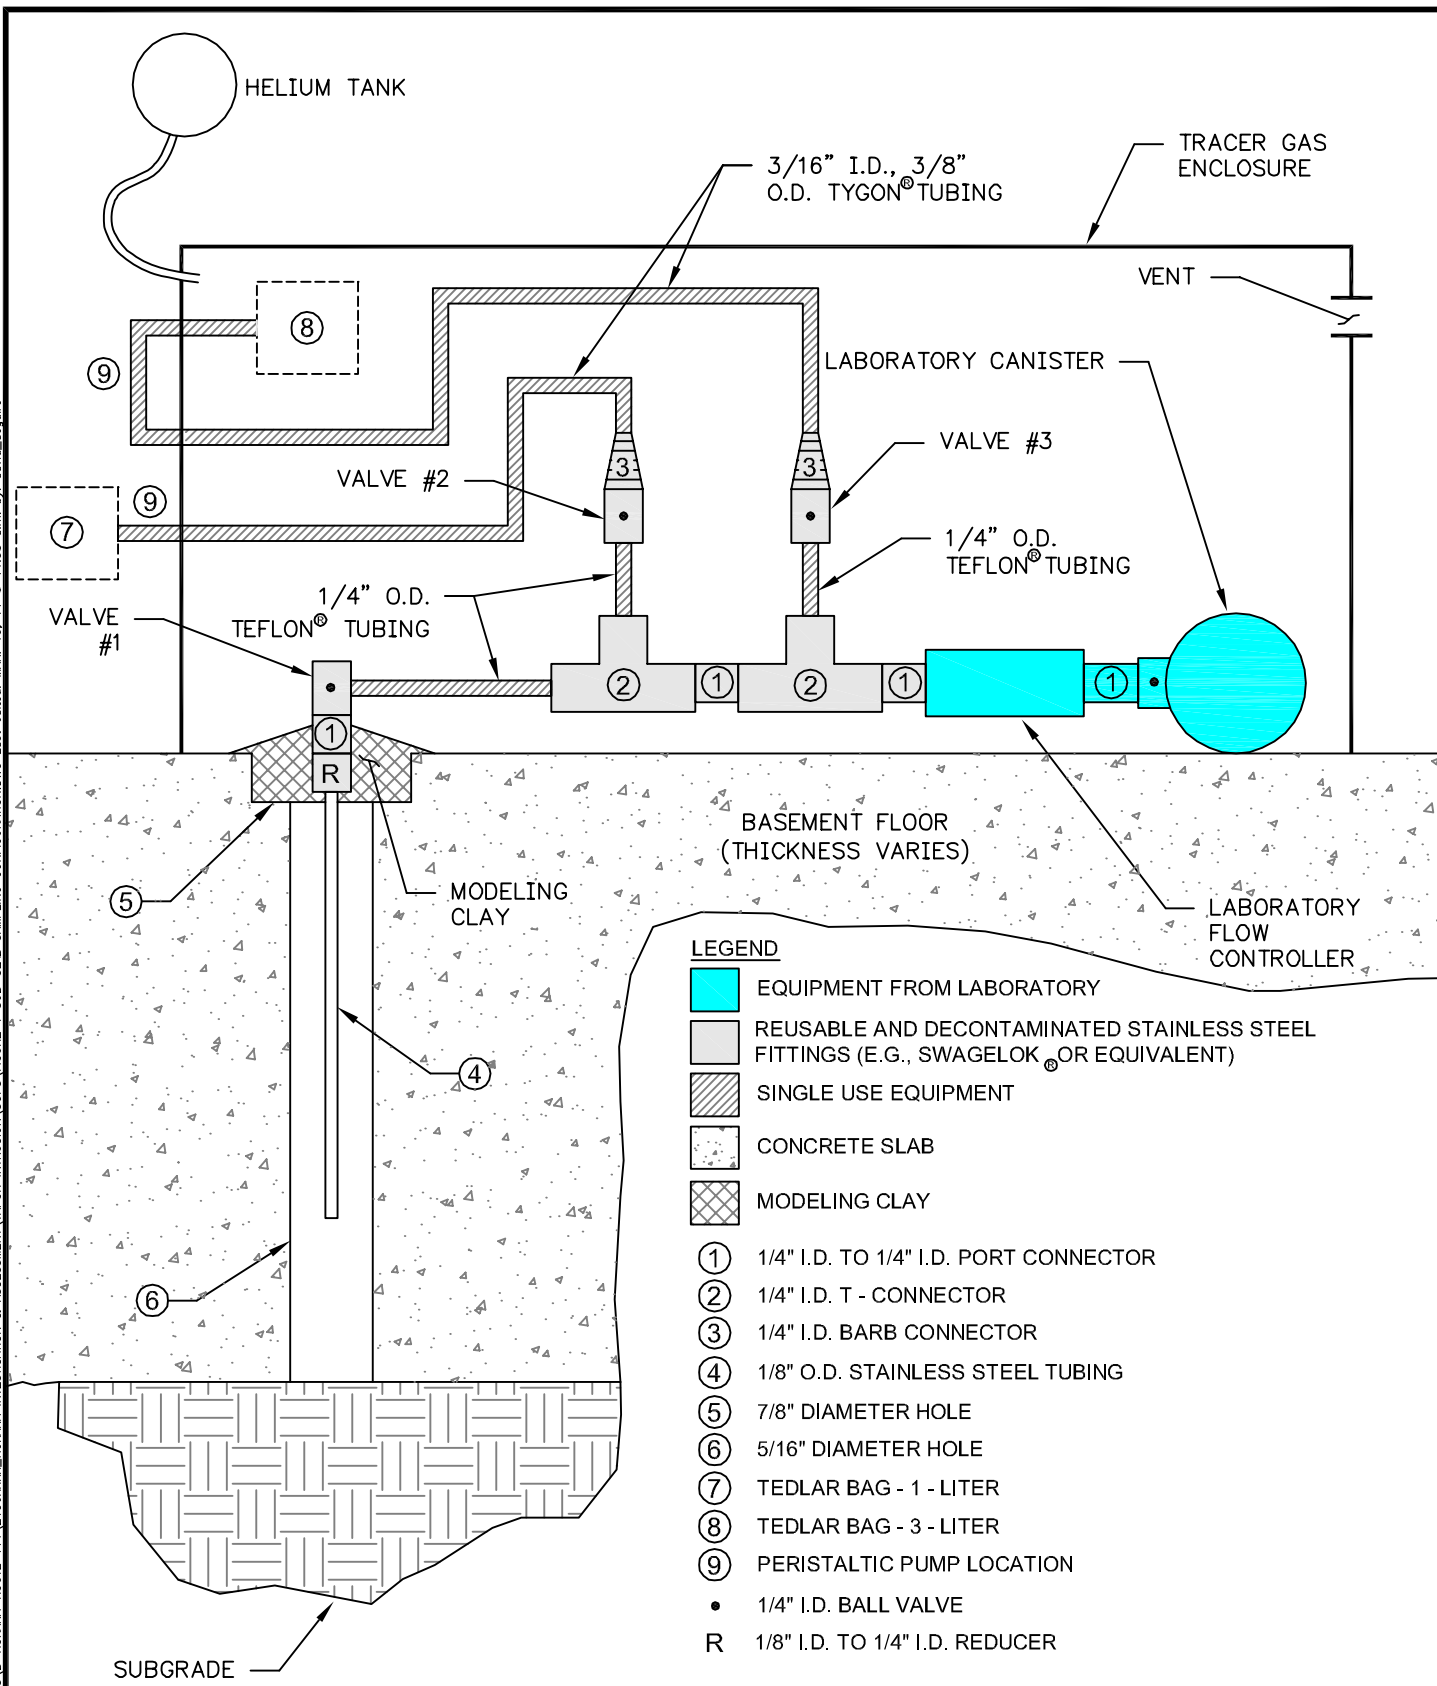 HELIUM TANK
3/16” I.D., 3/8”
O.D. TYGON® TUBING
TRACER GAS
ENCLOSURE
VENT
8
9
LABORATORY CANISTER
3
3
VALVE #2
VALVE #3
9
7
1/4” O.D.
TEFLON® TUBING
1/4” O.D.
TEFLON® TUBING
VALVE
#1
2
1
2
1
1
1
R
BASEMENT FLOOR
(THICKNESS VARIES)
5
MODELING
CLAY
LABORATORY
FLOW
CONTROLLER
4
6
SUBGRADE
LEGEND
EQUIPMENT FROM LABORATORY
REUSABLE AND DECONTAMINATED STAINLESS STEEL
FITTINGS (E.G., SWAGELOK ® OR EQUIVALENT)
SINGLE USE EQUIPMENT
CONCRETE SLAB
MODELING CLAY
1 1/4" I.D. TO 1/4" I.D. PORT CONNECTOR
2 1/4" I.D. T - CONNECTOR
3 1/4" I.D. BARB CONNECTOR
4 1/8" O.D. STAINLESS STEEL TUBING
5 7/8" DIAMETER HOLE
6 5/16" DIAMETER HOLE
7 TEDLAR BAG - 1 - LITER
8 TEDLAR BAG - 3 - LITER
9 PERISTALTIC PUMP LOCATION
• 1/4" I.D. BALL VALVE
R 1/8" I.D. TO 1/4" I.D. REDUCER